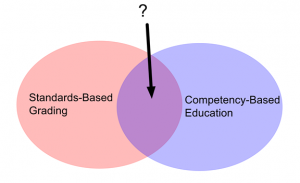 ?
Standards-Based
Grading
Competency-Based
Education